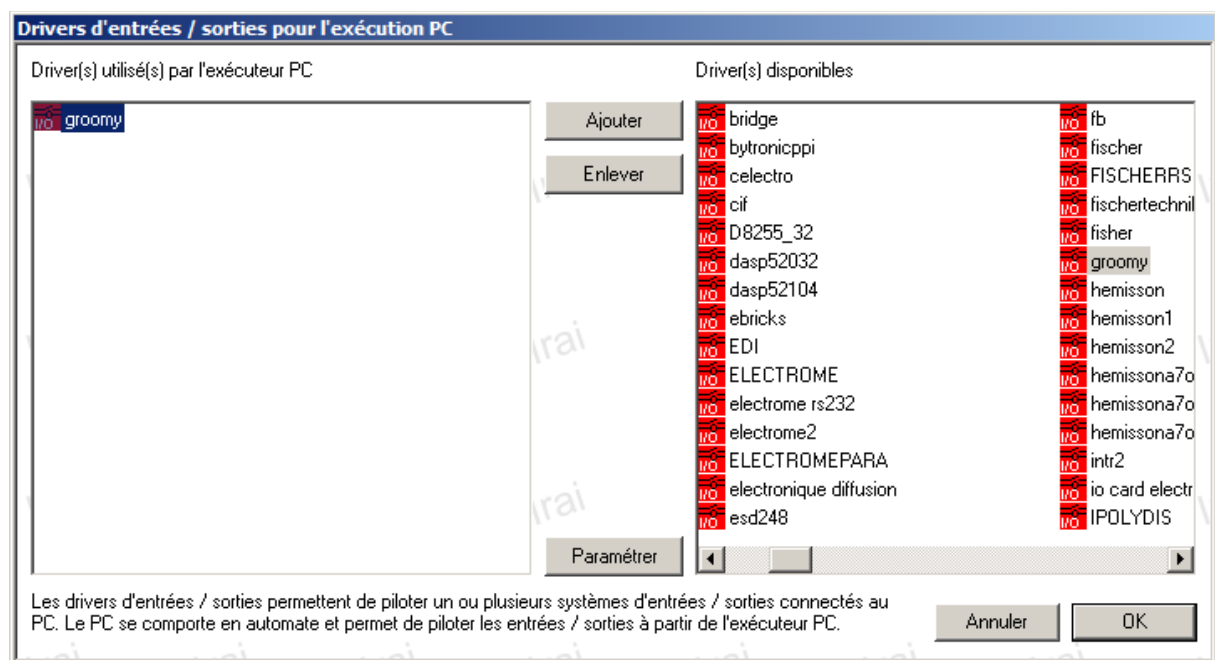 Drivers d'entrées / sorties pour l'exécution PC
Driver(s) utilisé(s) par l'exécuteur PC
Driver(s) disponibles
I/O groomy
Ajouter
Enlever
Paramétrer
I/O bridge
I/O bytronicppi
I/O celectro
I/O cif
I/O D8255_32
I/O dasp52032
I/O dasp52104
I/O ebricks
I/O EDI
I/O ELECTROME
I/O electrome rs232
I/O electrome2
I/O ELECTROMEPARA
I/O electronique diffusion
I/O esd248
I/O fb
I/O fischer
I/O FISCHERRS
I/O fischertechni
I/O fisher
I/O groomy
I/O hemisson
I/O hemisson1
I/O hemisson2
I/O hemissona7o
I/O hemissona7o
I/O hemissona7o
I/O intr2
I/O io card electr
I/O IPOLYDIS
Les drivers d'entrées / sorties permettent de piloter un ou plusieurs systèmes d'entrées / sorties connectés au
PC. Le PC se comporte en automate et permet de piloter les entrées / sorties à partir de l'exécuteur PC.
Annuler
OK